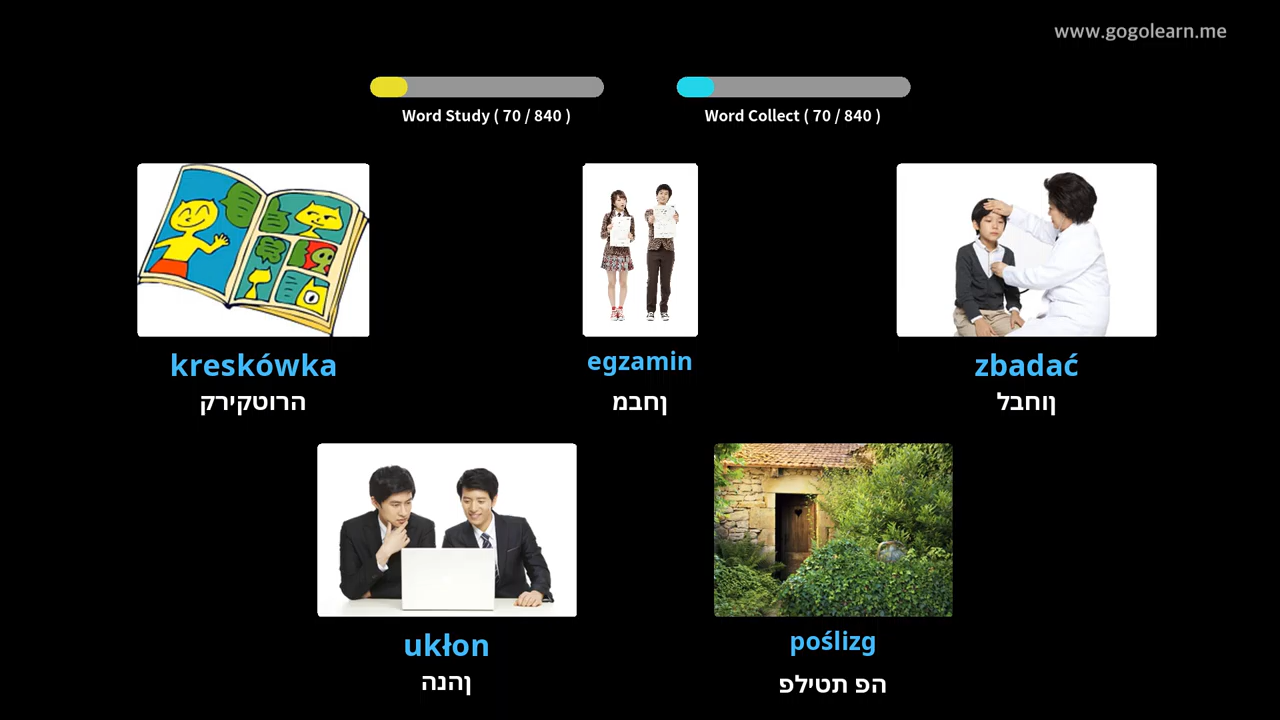 www.gogolearn.me
Word Study ( 70 / 840 )
Word Collect ( 70 / 840 )
kreskówka
egzamin
zbadać
הרוטקירק
ןחבמ
ןוחבל
ukłon
poślizg
ןהנה
הפ תטילפ